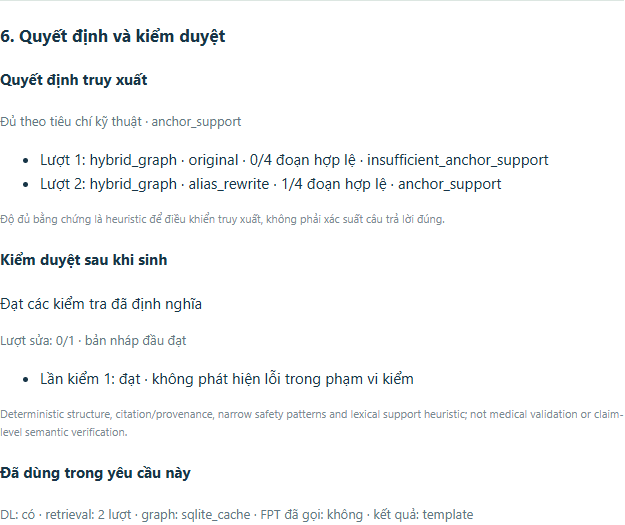 6. Quyết định và kiểm duyệt
Quyết định truy xuất
Đủ theo tiêu chí kỹ thuật · anchor_support
• Lượt 1: hybrid_graph · original · 0/4 đoạn hợp lệ · insufficient_anchor_support
• Lượt 2: hybrid_graph · alias_rewrite · 1/4 đoạn hợp lệ · anchor_support
Độ đủ bằng chứng là heuristic để điều khiển truy xuất, không phải xác suất câu trả lời đúng.
Kiểm duyệt sau khi sinh
Đạt các kiểm tra đã định nghĩa
Lượt sửa: 0/1 · bản nháp đầu đạt
• Lần kiểm 1: đạt · không phát hiện lỗi trong phạm vi kiểm
Deterministic structure, citation/provenance, narrow safety patterns and lexical support heuristic; not medical validation or claim-
level semantic verification.
Đã dùng trong yêu cầu này
DL: có · retrieval: 2 lượt · graph: sqlite_cache · FPT đã gọi: không · kết quả: template